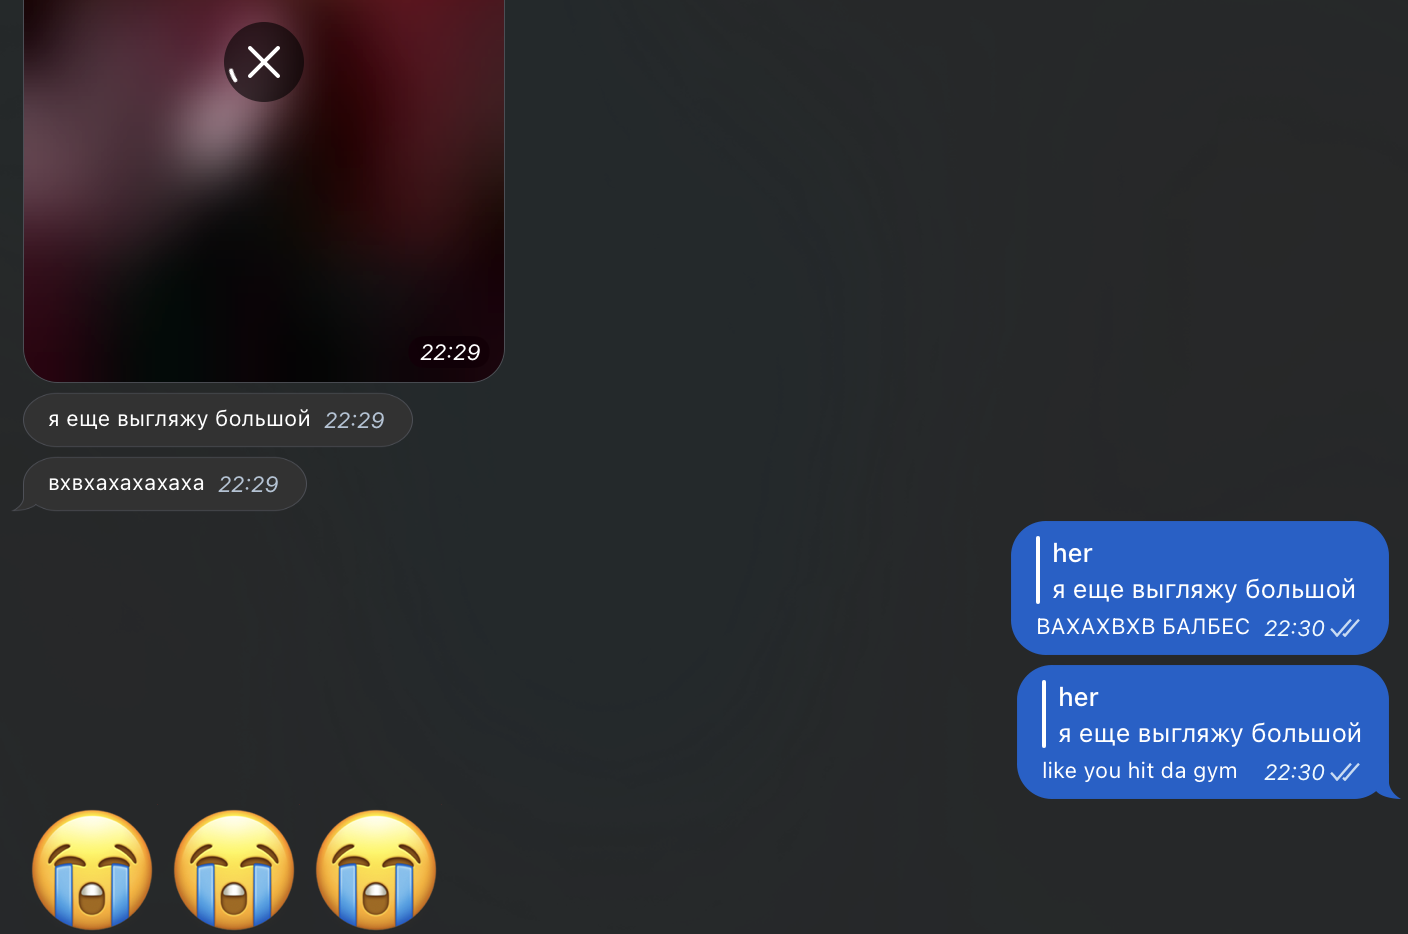 22:29
я еще выгляжу большой 22:29
вхвхахахахаха 22:29
her
я еще выгляжу большой
ВАХАХВХВ БАЛБЕС 22:30
her
я еще выгляжу большой
like you hit da gym 22:30